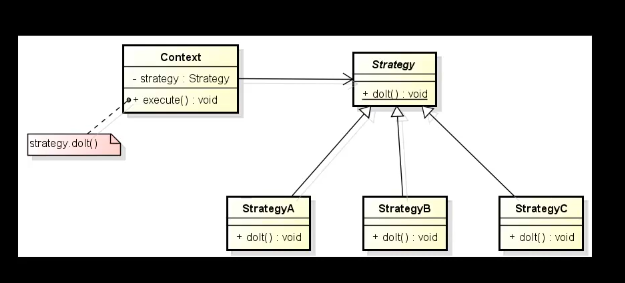 Context
- strategy : Strategy
+ execute() : void
Strategy
+ doIt() : void
strategy.doIt()
StrategyA
+ doIt() : void
StrategyB
+ doIt() : void
StrategyC
+ doIt() : void